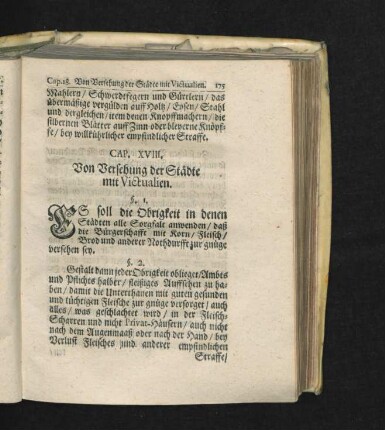 Cap. 18. Von Versehung der Städte mit Victualien. 175
Mahlern/ Schwerdtfegern und Gürtlern/ das
übermäßige vergülden auff Holtz/ Eysen/ Stahl
und dergleichen/ item denen Knopffmachern/ die
silbernen Blätter auff Zinn oder bleyerne Knöpf-
fe/ bey willkührlicher empfindlicher Straffe.
CAP. XVIII.
Von Versehung der Städte
mit Victualien.
§. 1.
ES soll die Obrigkeit in denen
Städten alle Sorgfalt anwenden/ daß
die Bürgerschafft mit Korn/ Fleisch/
Brod und anderer Nothdurfft zur gnüge
versehen sey.
§. 2.
Gestalt dann jeder Obrigkeit oblieget/ Ambts
und Pflichts halber/ fleißiges Auffsehen zu
haben/ damit die Unterthanen mit guten gesunden
und tüchtigen Fleische zur gnüge versorget/ auch
alles/ was geschlachtet wird/ in der Fleisch-
Scharren und nicht Privat-Häusern/ auch nicht
nach dem Augenmaaß oder nach der Hand/ bey
Verlust Fleisches und anderer empfindlichen
Straffe/